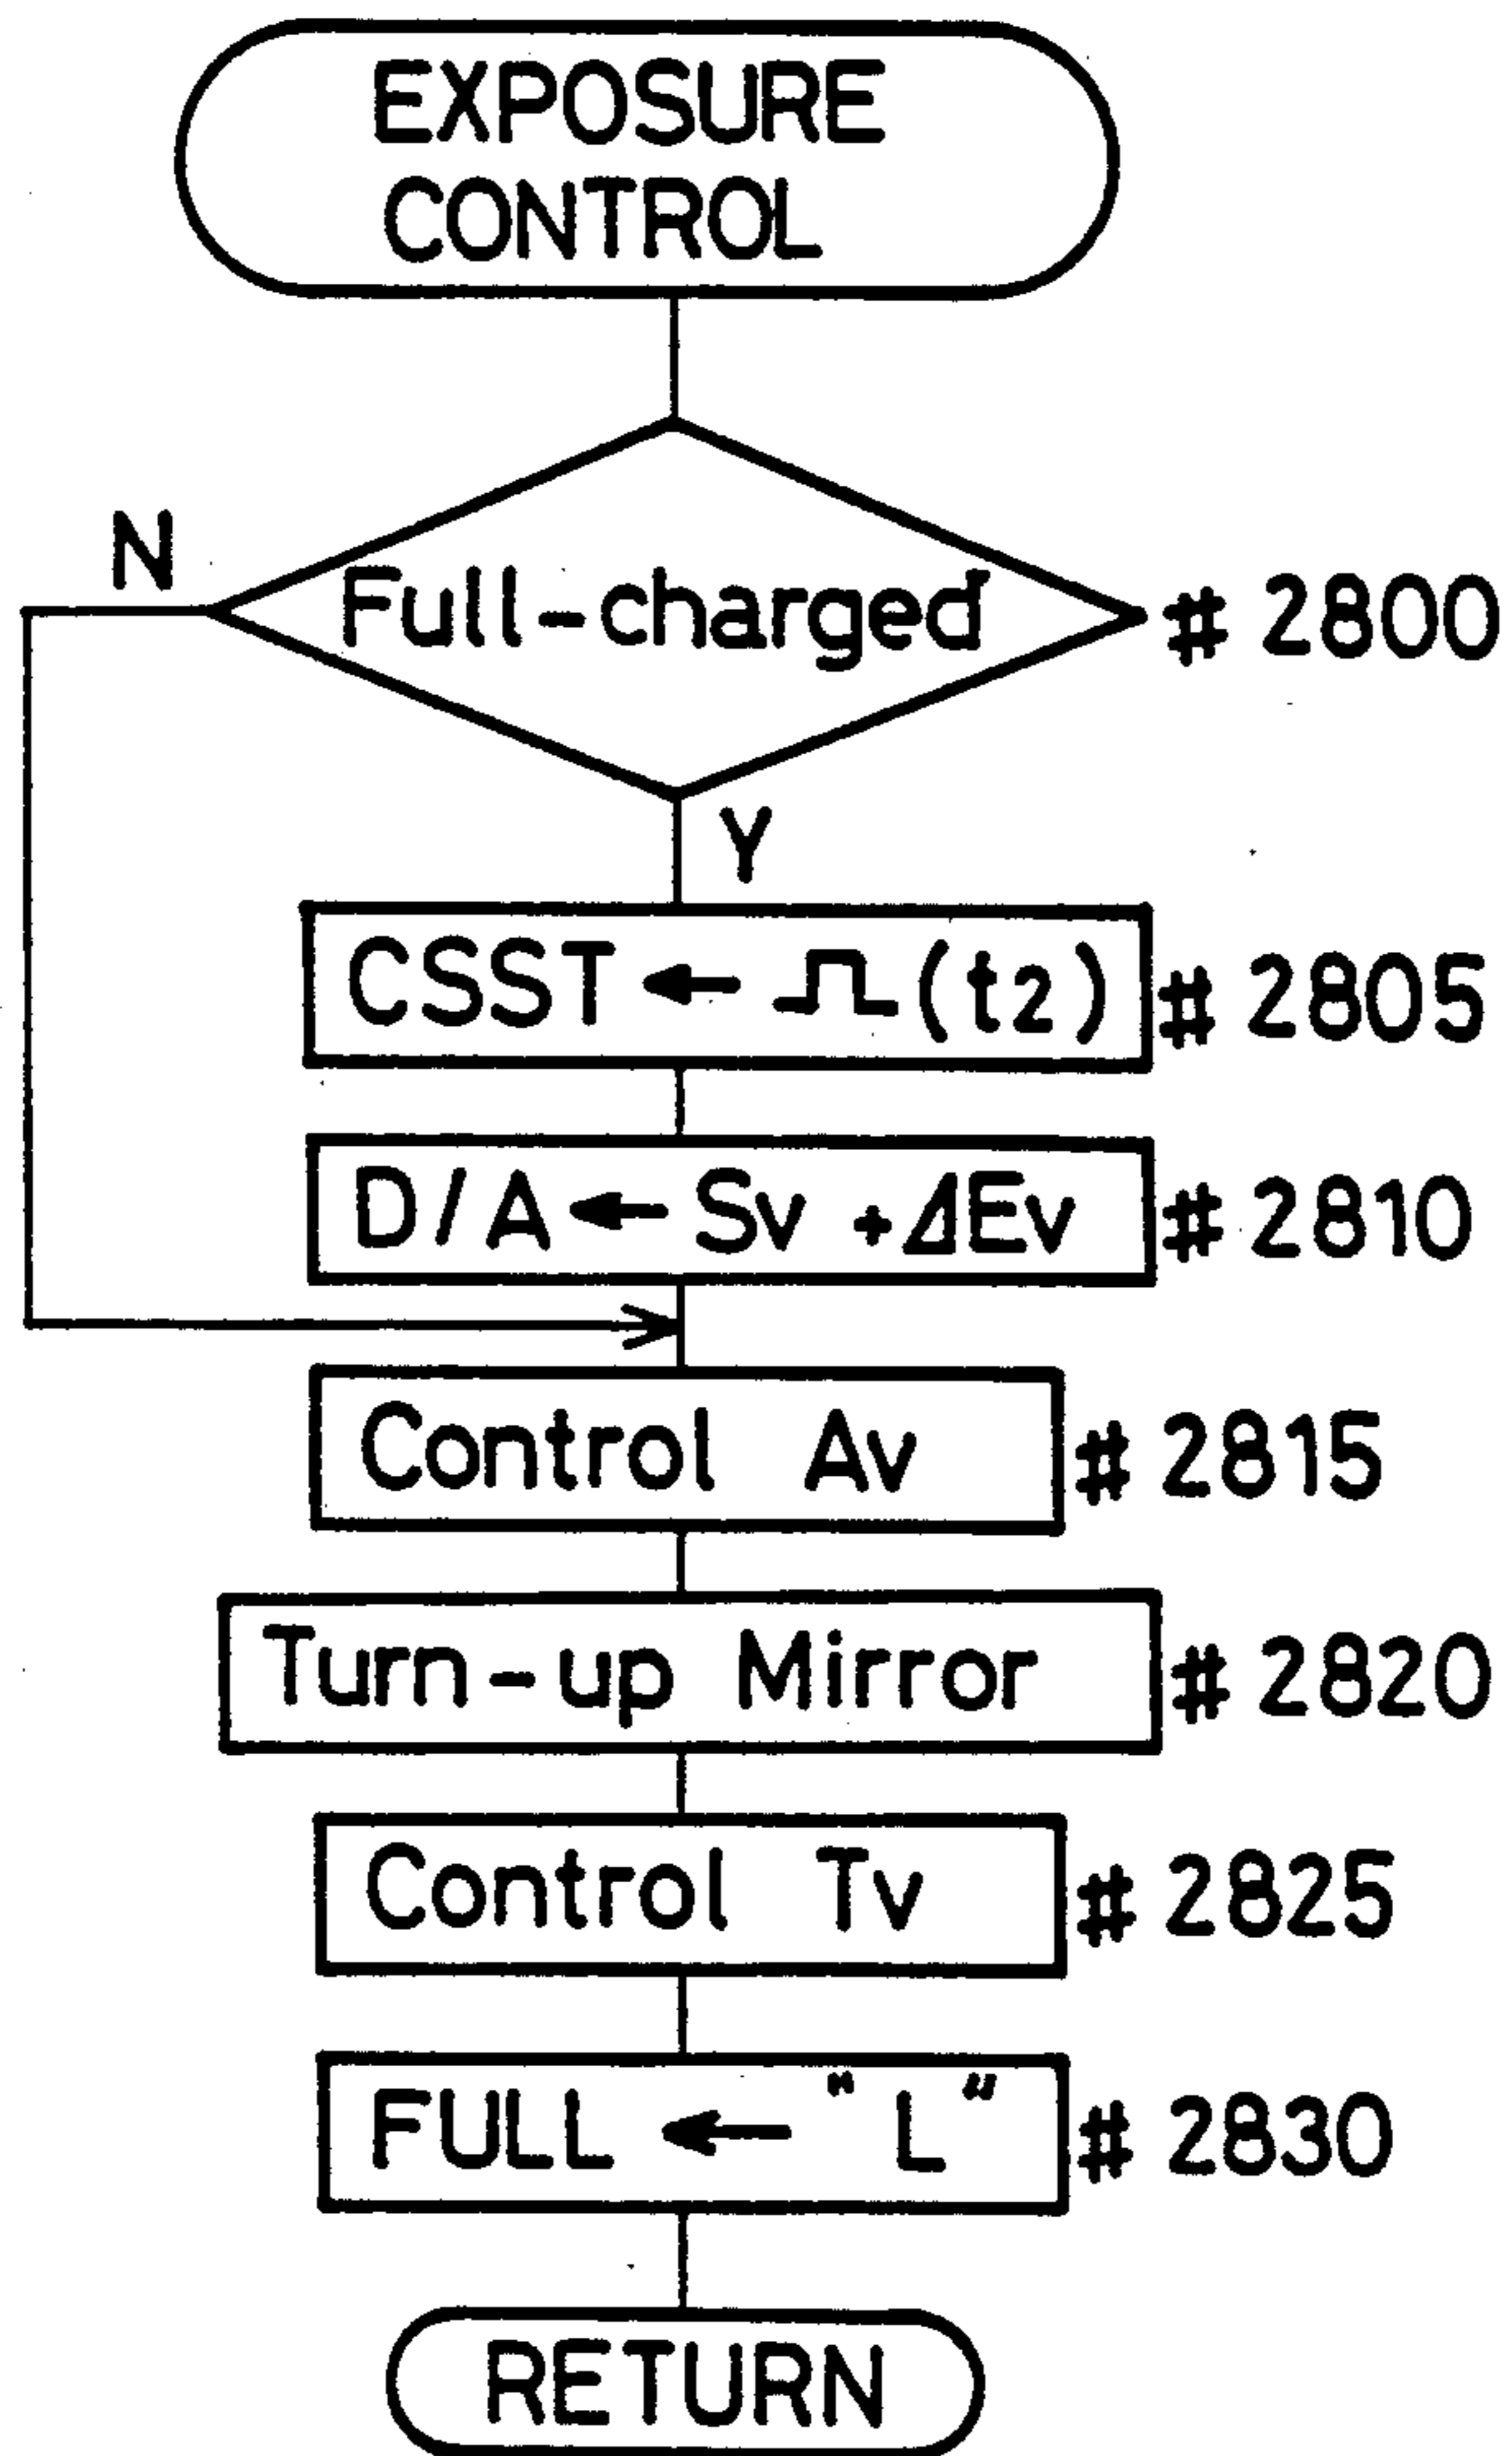 EXPOSURE
CONTROL
N
Full-charged # 2800
Y
CSST ← ⎍ (t2) # 2805
D/A ← Sv + ΔEv # 2810
Control Av # 2815
Turn-up Mirror # 2820
Control Tv # 2825
FULL ← "L" # 2830
RETURN